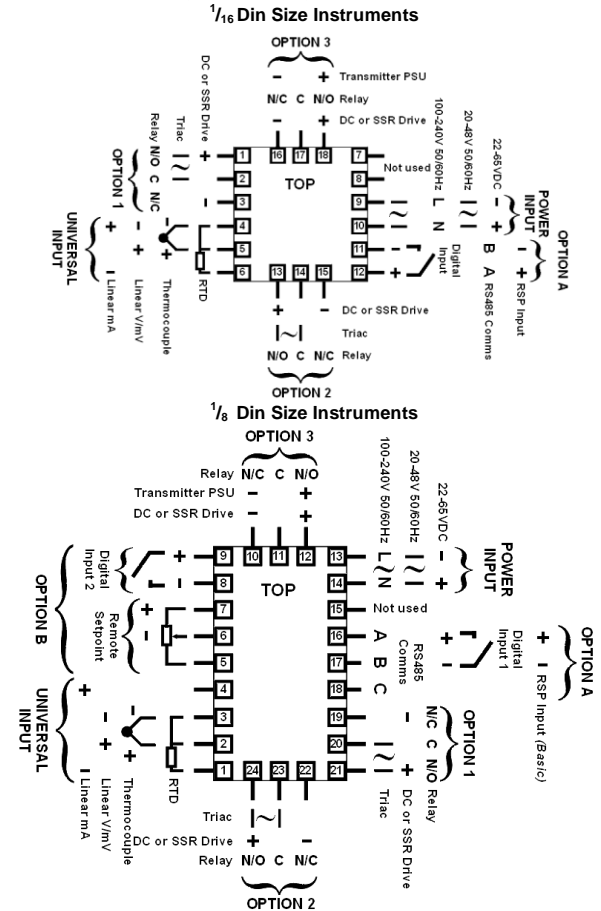 1/16 Din Size Instruments
OPTION 3
− + Transmitter PSU
N/C C N/O Relay
− + DC or SSR Drive
16 17 18
TOP
1
2
3
4
5
6
7
8
9
10
11
12
13 14 15
DC or SSR Drive +
−
Triac | ~ |
Relay N/O C N/C
OPTION 1
UNIVERSAL INPUT
+ − Linear mA
− + Linear V/mV
− + Thermocouple
RTD
Not used
100-240V 50/60Hz
L
N
20-48V 50/60Hz
22-65VDC
− +
POWER INPUT
− + Digital Input
B A RS485 Comms
− + RSP Input
OPTION A
+ − DC or SSR Drive
| ~ | Triac
N/O C N/C Relay
OPTION 2
1/8 Din Size Instruments
OPTION 3
Relay N/C C N/O
Transmitter PSU − +
DC or SSR Drive − +
10 11 12
TOP
9
8
7
6
5
4
3
2
1
13
14
15
16
17
18
19
20
21
24 23 22
Digital Input 2 + −
Remote Setpoint + −
OPTION B
UNIVERSAL INPUT
+ − Linear mA
− + Linear V/mV
+ Thermocouple
RTD
100-240V 50/60Hz
L ~ N
20-48V 50/60Hz
22-65VDC
− +
POWER INPUT
Not used
A B C
RS485 Comms
+ − Digital Input 1
+ − RSP Input (Basic)
OPTION A
N/C C N/O Relay
− + DC or SSR Drive
| ~ | Triac
OPTION 1
Triac | ~ |
DC or SSR Drive + −
Relay N/O C N/C
OPTION 2